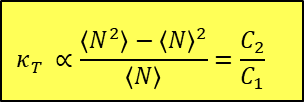 κ_T ∝ (⟨N²⟩ − ⟨N⟩²) / ⟨N⟩ = C₂ / C₁